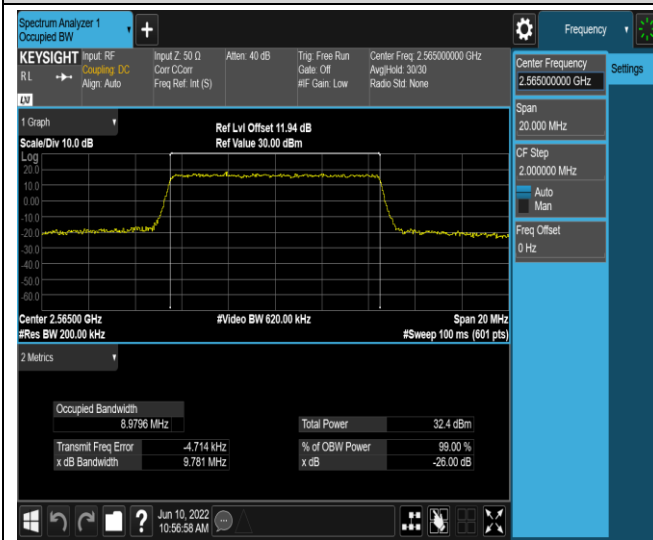 Spectrum Analyzer 1
Occupied BW
+
Frequency
KEYSIGHT Input: RF Input Z: 50 Ω Atten: 40 dB Trig: Free Run Center Freq: 2.565000000 GHz
RL Coupling: DC Corr CCorr Gate: Off Avg|Hold: 30/30
Align: Auto Freq Ref: Int (S) #IF Gain: Low Radio Std: None
LXI
1 Graph
Ref Lvl Offset 11.94 dB
Scale/Div 10.0 dB Ref Value 30.00 dBm
Log
20.0
10.0
0.00
-10.0
-20.0
-30.0
-40.0
-50.0
-60.0
Center 2.56500 GHz #Video BW 620.00 kHz Span 20 MHz
#Res BW 200.00 kHz #Sweep 100 ms (601 pts)
2 Metrics
Occupied Bandwidth
8.9796 MHz Total Power 32.4 dBm
Transmit Freq Error -4.714 kHz % of OBW Power 99.00 %
x dB Bandwidth 9.781 MHz x dB -26.00 dB
? Jun 10, 2022
10:56:58 AM
Center Frequency
2.565000000 GHz
Settings
Span
20.000 MHz
CF Step
2.000000 MHz
Auto
Man
Freq Offset
0 Hz